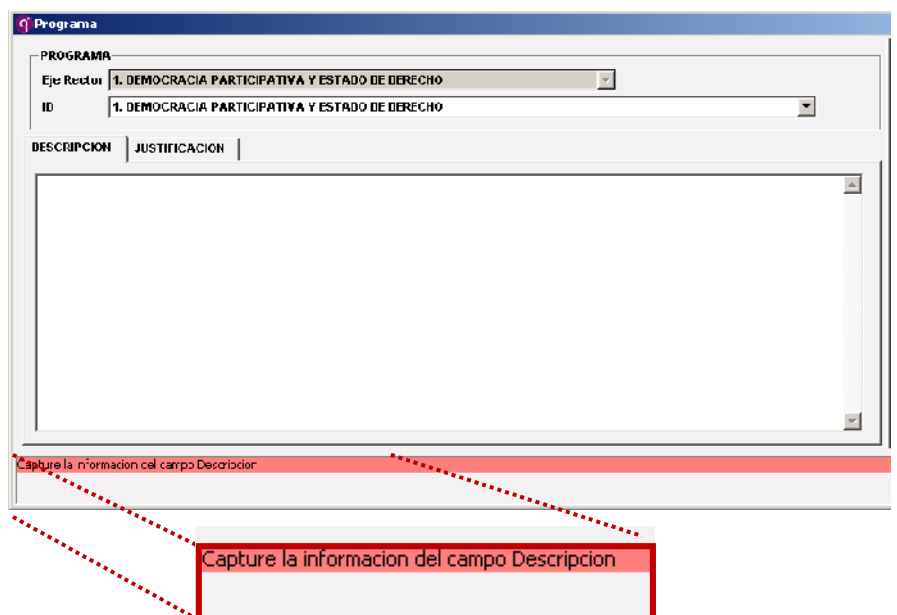 Programa
PROGRAMA
Eje Rector 1. DEMOCRACIA PARTICIPATIVA Y ESTADO DE DERECHO
ID 1. DEMOCRACIA PARTICIPATIVA Y ESTADO DE DERECHO
DESCRIPCION JUSTIFICACION
Capture la informacion del campo Descripcion
Capture la informacion del campo Descripcion